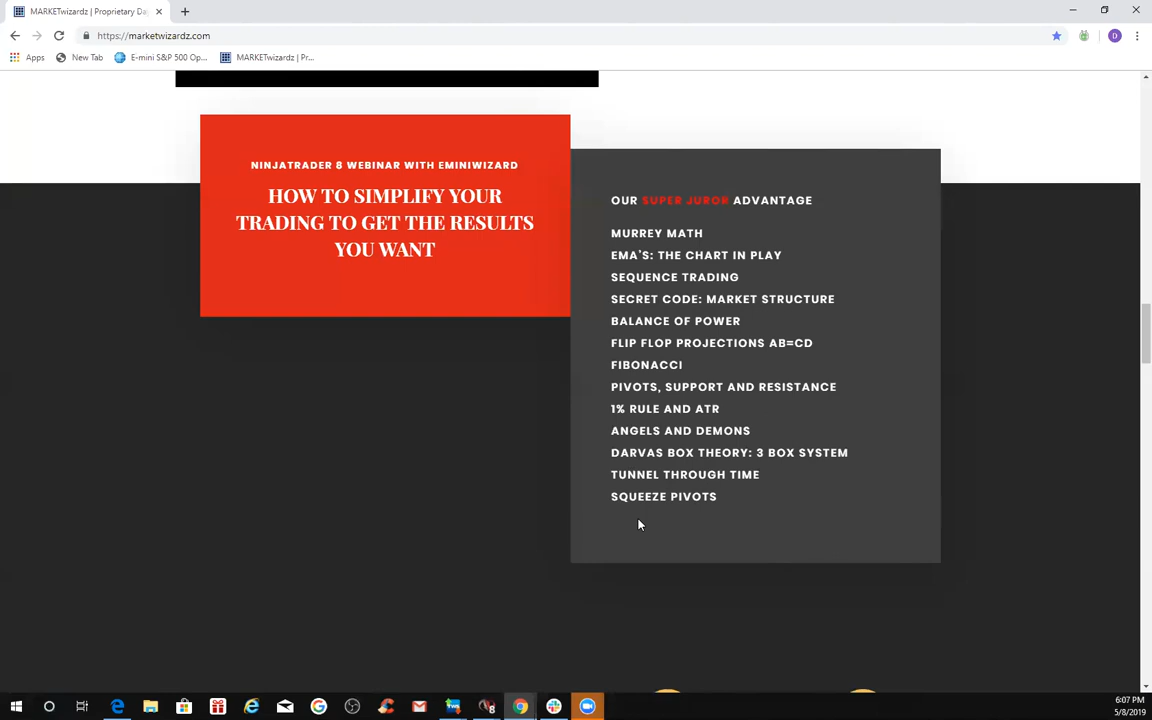 MARKETwizardz | Proprietary Da
https://marketwizardz.com
D
Apps
New Tab
E-mini S&P 500 Op...
MARKETwizardz | Pr...
NINJATRADER 8 WEBINAR WITH EMINIWIZARD
HOW TO SIMPLIFY YOUR
TRADING TO GET THE RESULTS
YOU WANT
OUR SUPER JUROR ADVANTAGE
MURREY MATH
EMA'S: THE CHART IN PLAY
SEQUENCE TRADING
SECRET CODE: MARKET STRUCTURE
BALANCE OF POWER
FLIP FLOP PROJECTIONS AB=CD
FIBONACCI
PIVOTS, SUPPORT AND RESISTANCE
1% RULE AND ATR
ANGELS AND DEMONS
DARVAS BOX THEORY: 3 BOX SYSTEM
TUNNEL THROUGH TIME
SQUEEZE PIVOTS
6:07 PM
5/8/2019